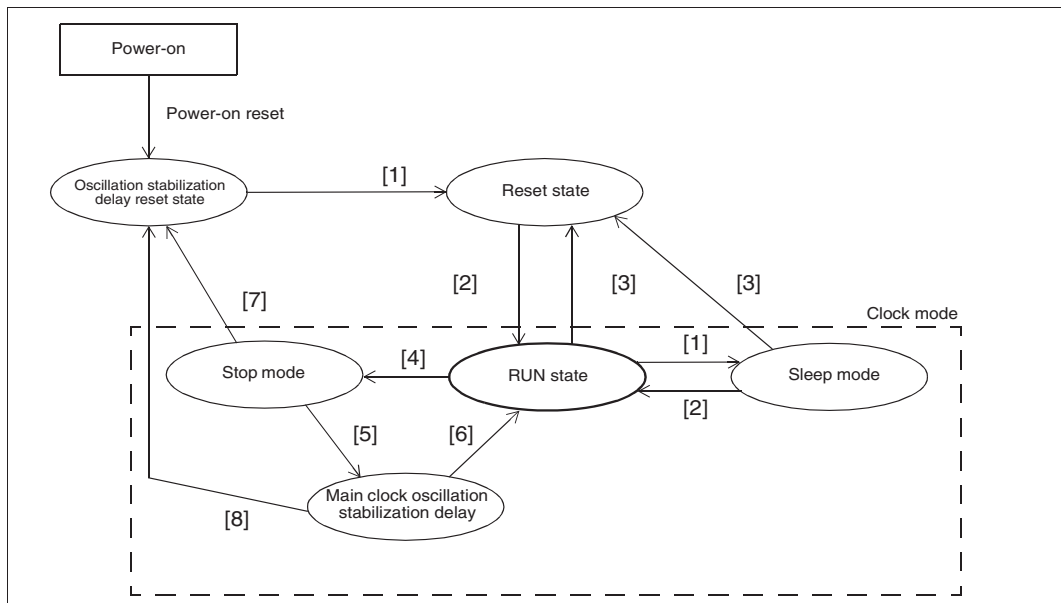 Power-on
Power-on reset
Oscillation stabilization
delay reset state
[1]
Reset state
[2]
[3]
[3]
[7]
Clock mode
Stop mode
[4]
RUN state
[1]
Sleep mode
[2]
[5]
[6]
Main clock oscillation
stabilization delay
[8]